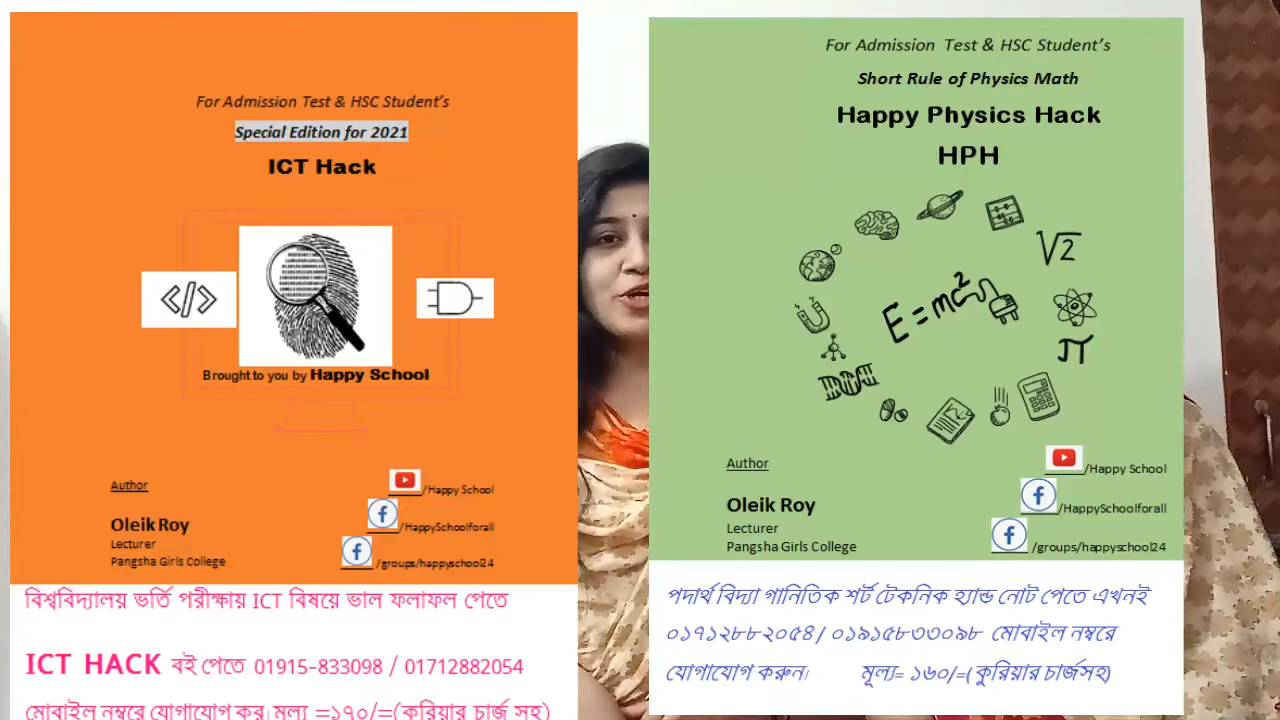 For Admission Test & HSC Student's
Special Edition for 2021
ICT Hack
</>
Brought to you by Happy School
Author
Oleik Roy
Lecturer
Pangsha Girls College
/Happy School
/HappySchoolforall
/groups/happyschool24
বিশ্ববিদ্যালয় ভর্তি পরীক্ষায় ICT বিষয়ে ভাল ফলাফল পেতে
ICT HACK বই পেতে 01915-833098 / 01712882054
মোবাইল নম্বরে যোগাযোগ কর। মূল্য =১৭০/=(কুরিয়ার চার্জ সহ)
For Admission Test & HSC Student's
Short Rule of Physics Math
Happy Physics Hack
HPH
√2
E=mc²
π
Author
Oleik Roy
Lecturer
Pangsha Girls College
/Happy School
/HappySchoolforall
/groups/happyschool24
পদার্থ বিদ্যা গানিতিক শর্ট টেকনিক হ্যান্ড নোট পেতে এখনই
০১৭১২৮৮২০৫৪/ ০১৯১৫৮৩৩০৯৮ মোবাইল নম্বরে
যোগাযোগ করুন। মূল্য= ১৬০/=( কুরিয়ার চার্জসহ)